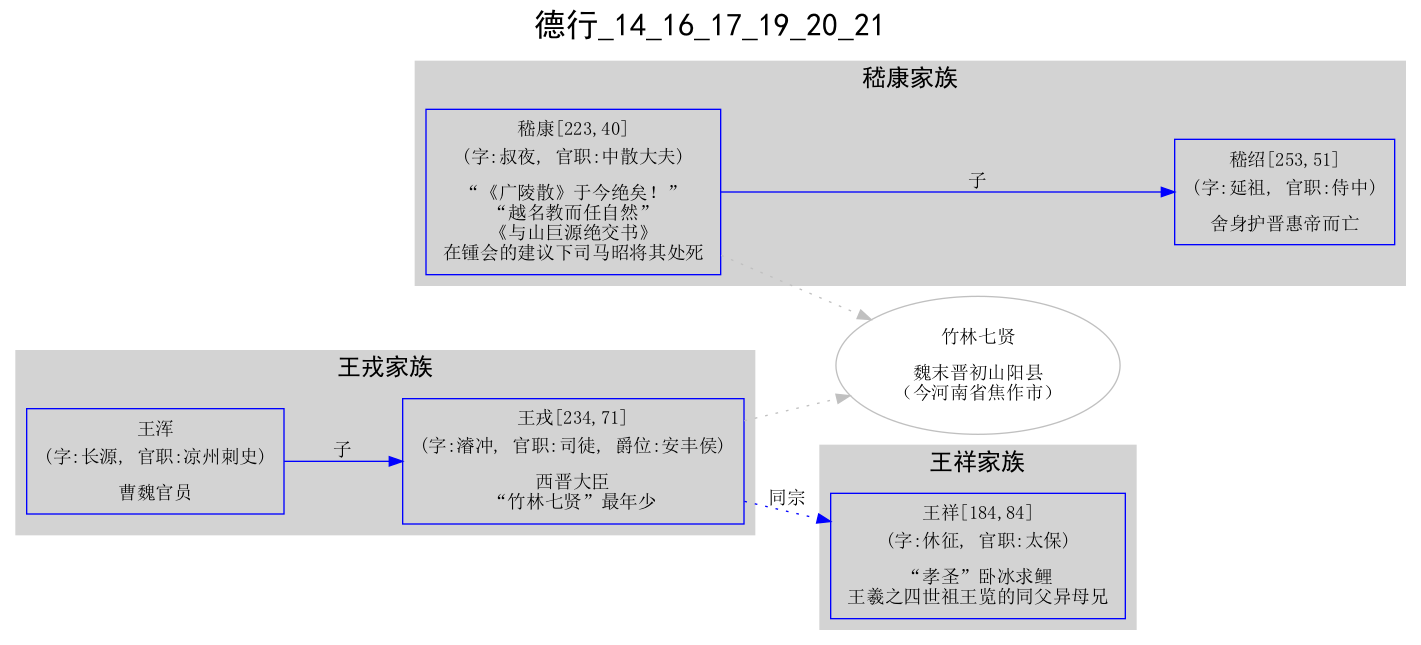 德行_14_16_17_19_20_21
嵇康家族
嵇康[223,40]
(字:叔夜, 官职:中散大夫)
“《广陵散》于今绝矣！”
“越名教而任自然”
《与山巨源绝交书》
在锺会的建议下司马昭将其处死
子
嵇绍[253,51]
(字:延祖, 官职:侍中)
舍身护晋惠帝而亡
竹林七贤
魏末晋初山阳县
（今河南省焦作市）
王戎家族
王浑
(字:长源, 官职:凉州刺史)
曹魏官员
子
王戎[234,71]
(字:濬冲, 官职:司徒, 爵位:安丰侯)
西晋大臣
“竹林七贤”最年少
同宗
王祥家族
王祥[184,84]
(字:休征, 官职:太保)
“孝圣”卧冰求鲤
王羲之四世祖王览的同父异母兄